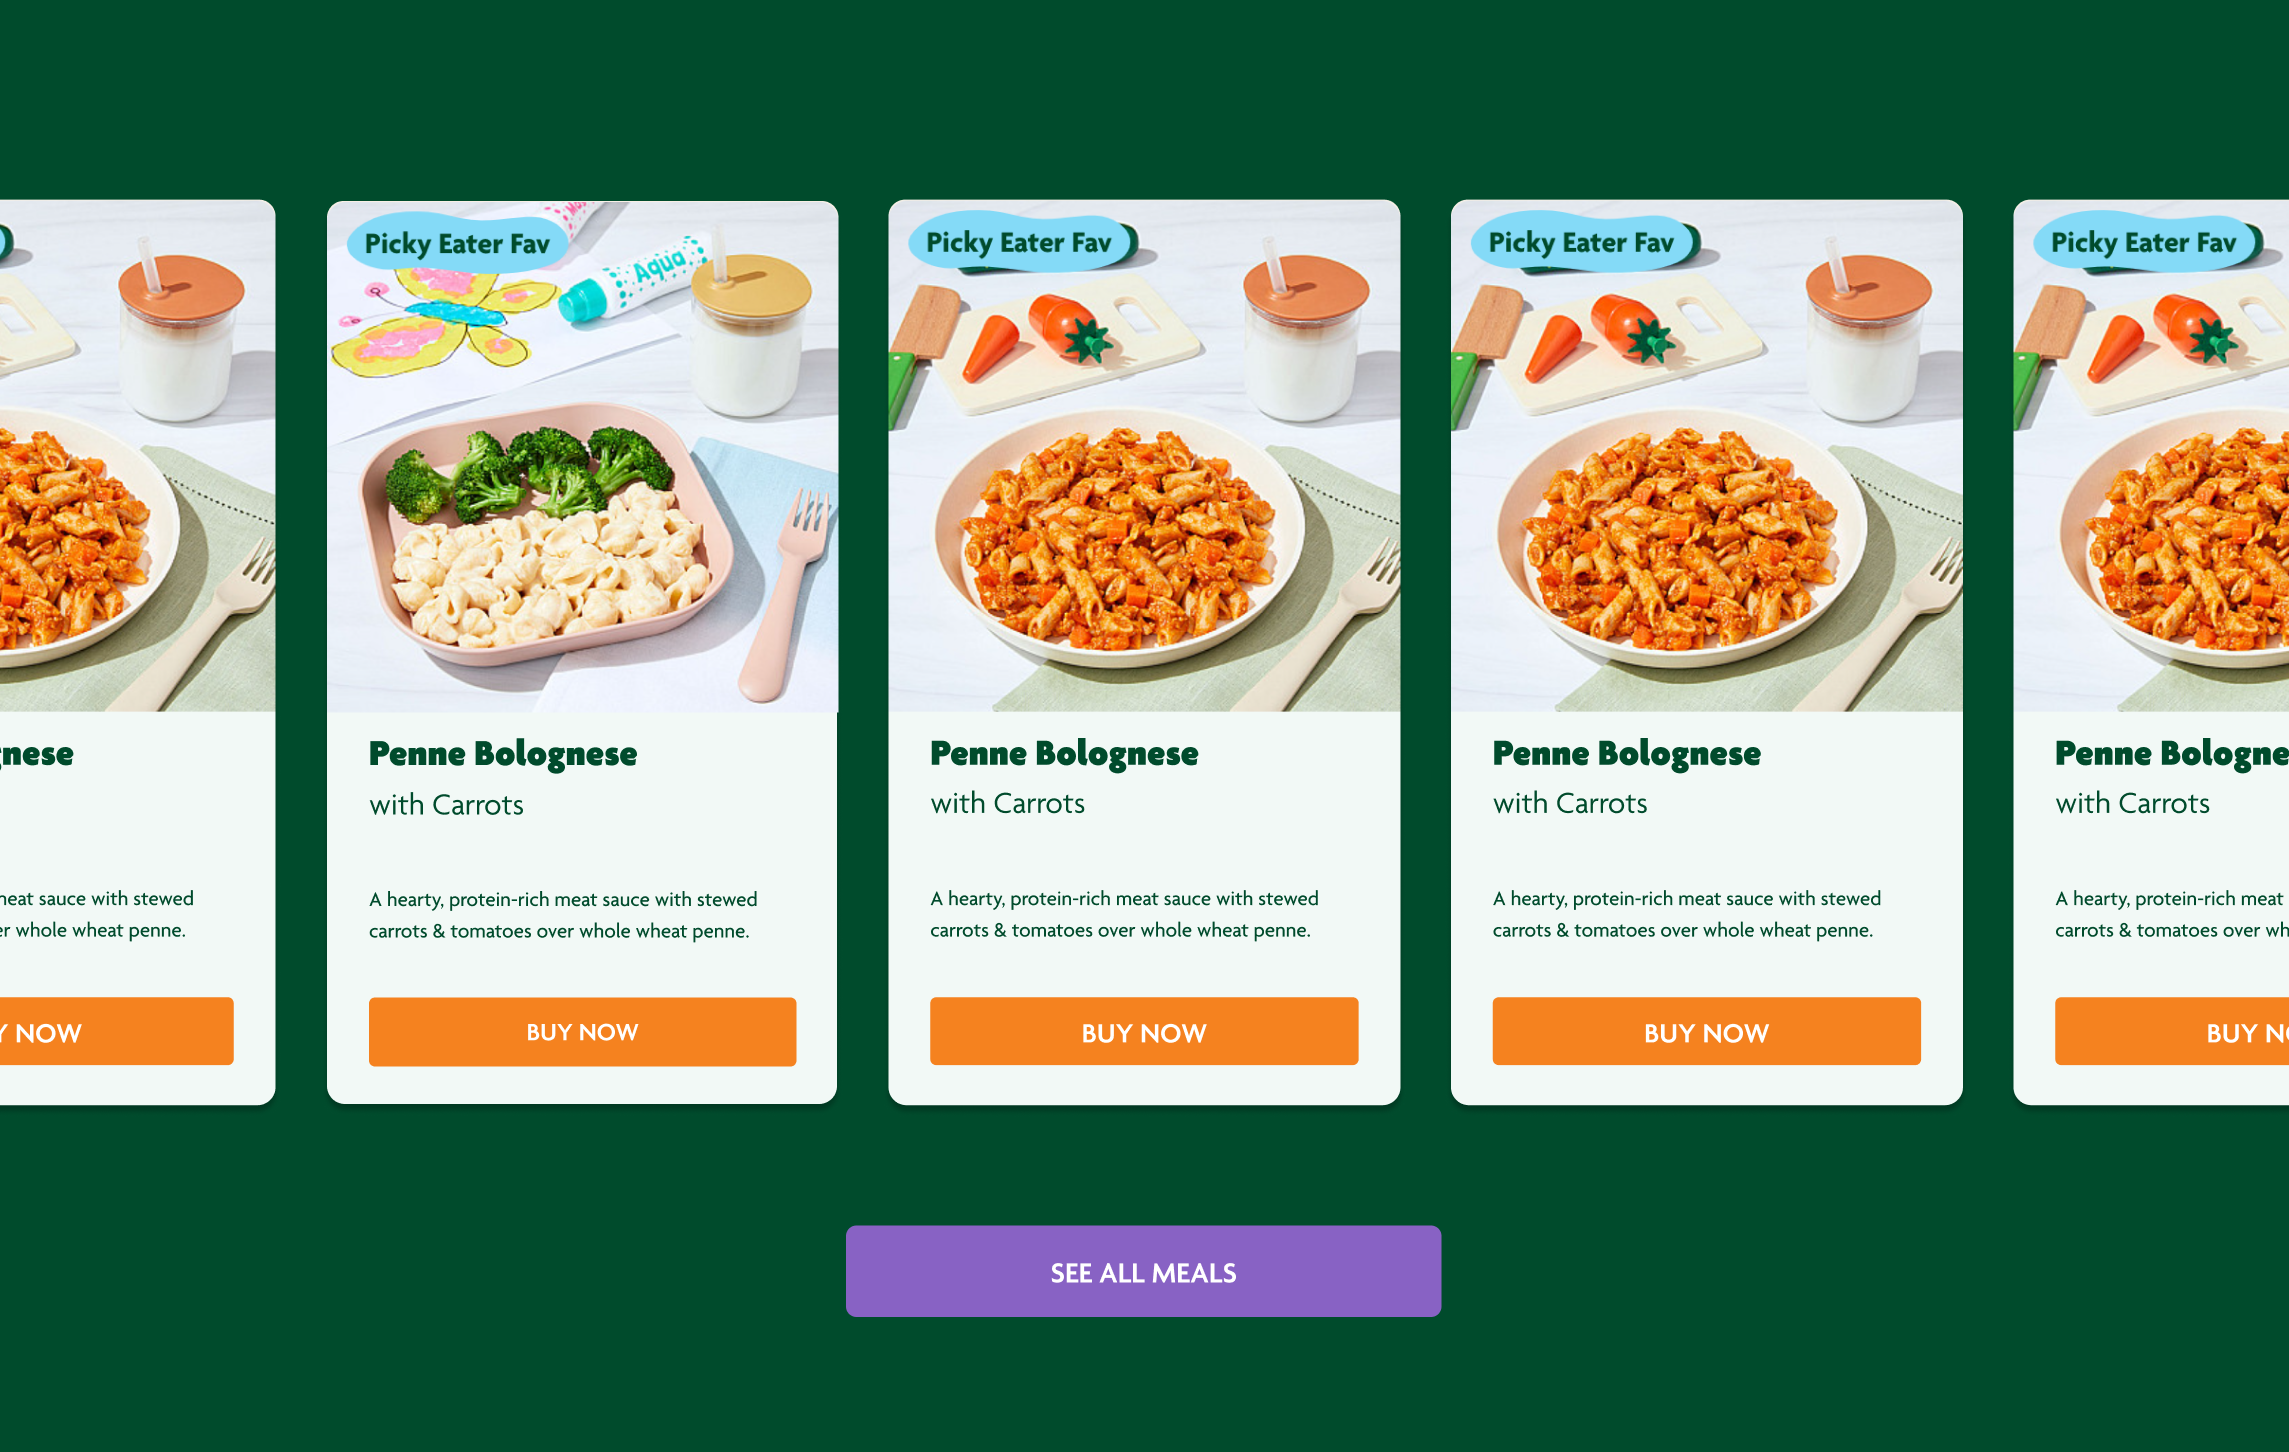 Picky Eater Fav
Aqua
Picky Eater Fav
Picky Eater Fav
Picky Eater Fav
gnese
Penne Bolognese
with Carrots
Penne Bolognese
with Carrots
Penne Bolognese
with Carrots
Penne Bologne
with Carrots
meat sauce with stewed
er whole wheat penne.
A hearty, protein-rich meat sauce with stewed
carrots & tomatoes over whole wheat penne.
A hearty, protein-rich meat sauce with stewed
carrots & tomatoes over whole wheat penne.
A hearty, protein-rich meat sauce with stewed
carrots & tomatoes over whole wheat penne.
A hearty, protein-rich meat
carrots & tomatoes over wh
Y NOW
BUY NOW
BUY NOW
BUY NOW
BUY NO
SEE ALL MEALS